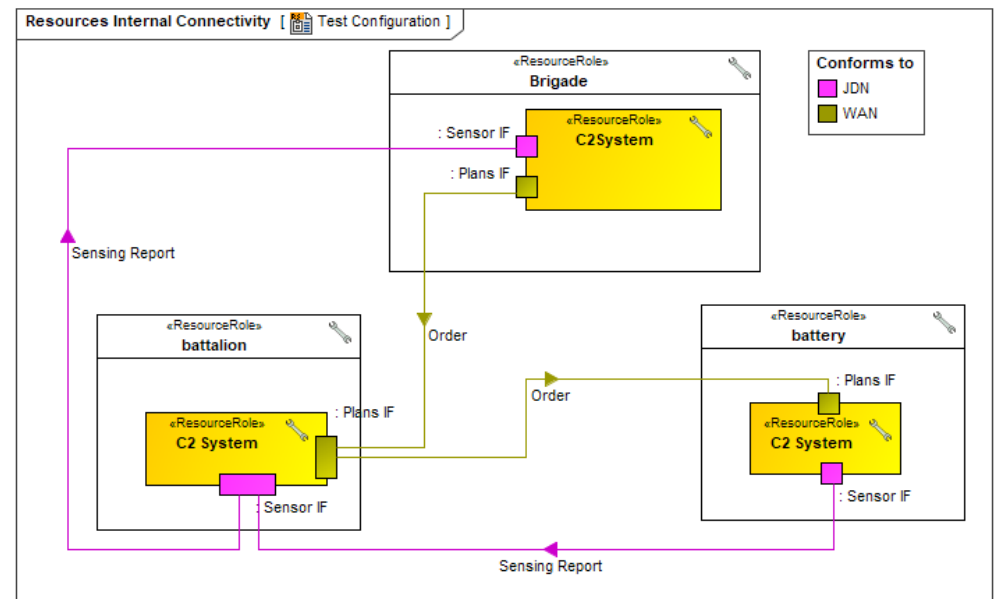 Resources Internal Connectivity [ Test Configuration ]
«ResourceRole»
Brigade
Conforms to
JDN
WAN
«ResourceRole»
C2System
: Sensor IF
: Plans IF
Sensing Report
Order
«ResourceRole»
battalion
«ResourceRole»
battery
: Plans IF
Order
: Plans IF
«ResourceRole»
C2 System
«ResourceRole»
C2 System
: Sensor IF
: Sensor IF
Sensing Report